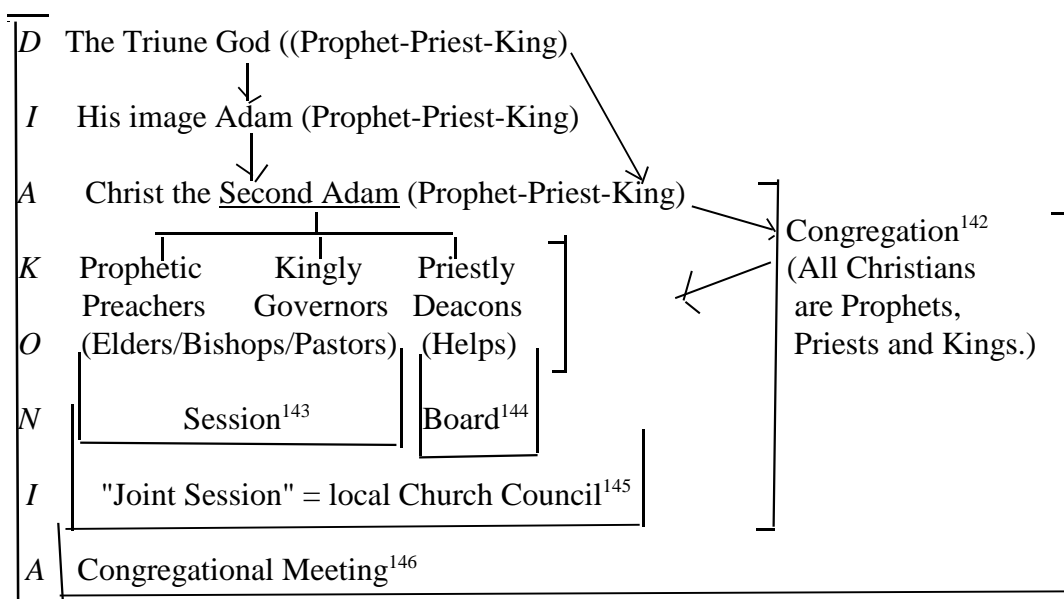 D The Triune God ((Prophet-Priest-King)
I His image Adam (Prophet-Priest-King)
A Christ the Second Adam (Prophet-Priest-King)
Congregation142
K Prophetic Kingly Priestly (All Christians
Preachers Governors Deacons are Prophets,
O (Elders/Bishops/Pastors) (Helps) Priests and Kings.)
N Session143 Board144
I "Joint Session" = local Church Council145
A Congregational Meeting146